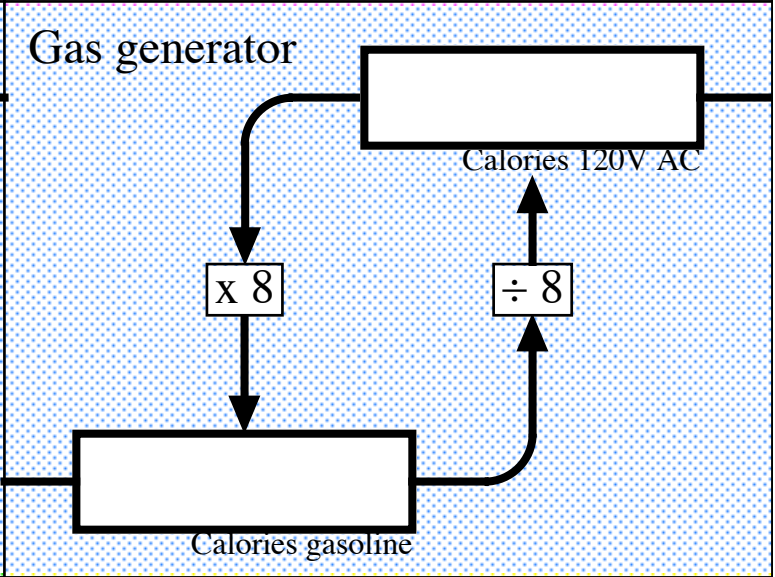 Gas generator
Calories 120V AC
x 8
÷ 8
Calories gasoline